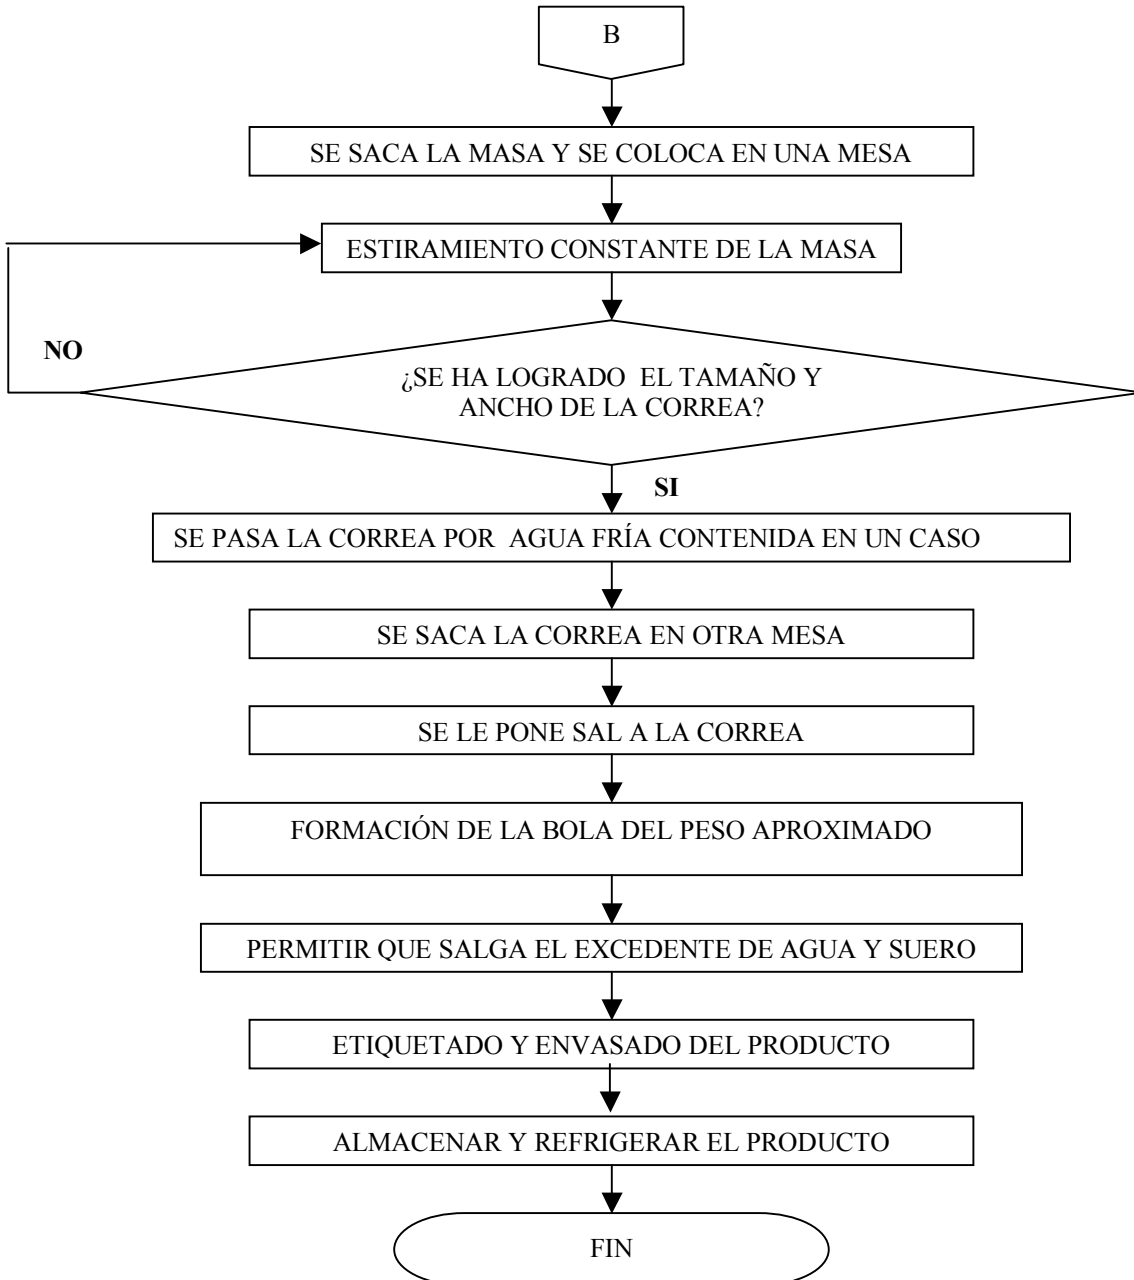 B
SE SACA LA MASA Y SE COLOCA EN UNA MESA
ESTIRAMIENTO CONSTANTE DE LA MASA
NO
¿SE HA LOGRADO EL TAMAÑO Y
ANCHO DE LA CORREA?
SI
SE PASA LA CORREA POR AGUA FRÍA CONTENIDA EN UN CASO
SE SACA LA CORREA EN OTRA MESA
SE LE PONE SAL A LA CORREA
FORMACIÓN DE LA BOLA DEL PESO APROXIMADO
PERMITIR QUE SALGA EL EXCEDENTE DE AGUA Y SUERO
ETIQUETADO Y ENVASADO DEL PRODUCTO
ALMACENAR Y REFRIGERAR EL PRODUCTO
FIN